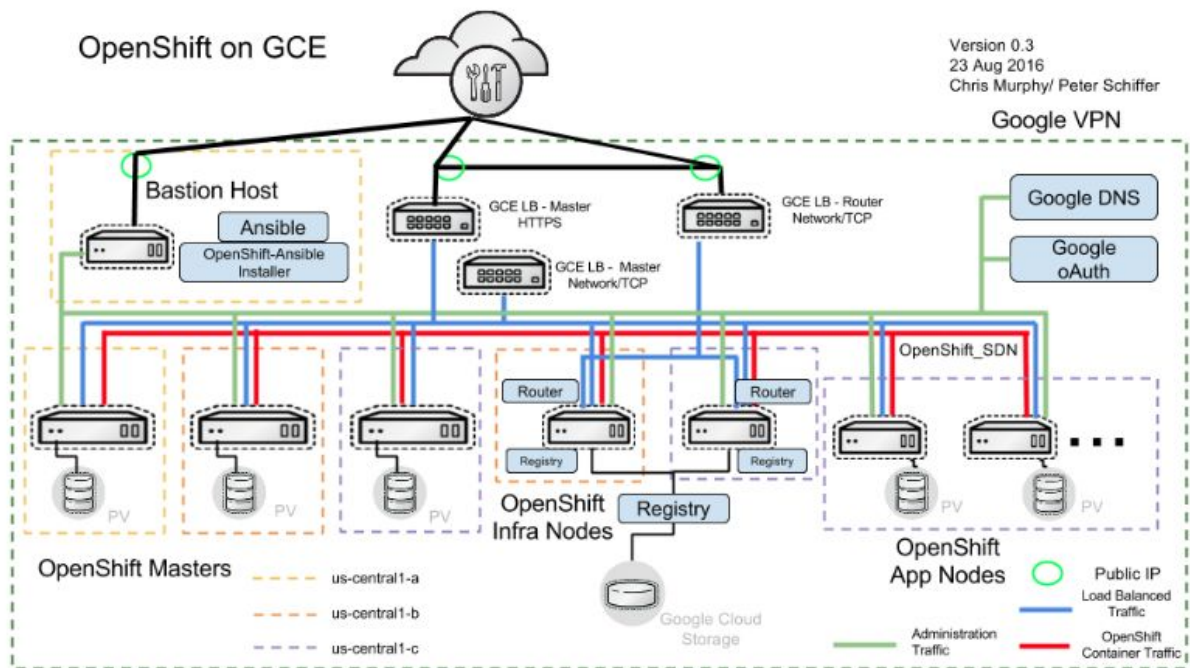 OpenShift on GCE
Version 0.3
23 Aug 2016
Chris Murphy/ Peter Schiffer
Google VPN
Bastion Host
Ansible
OpenShift-Ansible
Installer
GCE LB - Master
HTTPS
GCE LB - Router
Network/TCP
GCE LB - Master
Network/TCP
Google DNS
Google
oAuth
OpenShift_SDN
Router
Router
Registry
Registry
PV
PV
PV
PV
PV
OpenShift
Infra Nodes
Registry
OpenShift Masters
OpenShift
App Nodes
Google Cloud
Storage
us-central1-a
us-central1-b
us-central1-c
Public IP
Load Balanced
Traffic
Administration
Traffic
OpenShift
Container Traffic